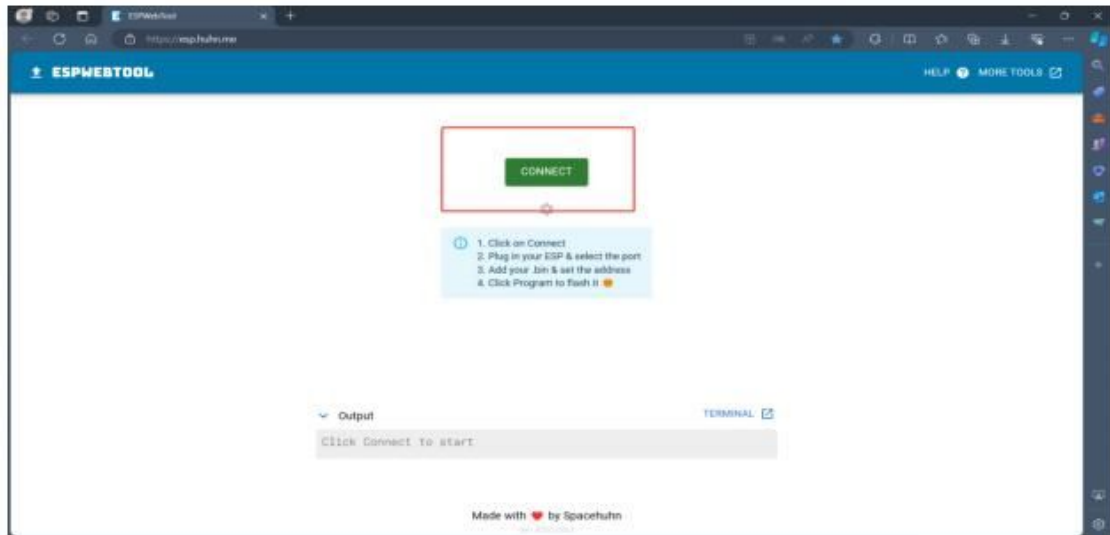 ESPWebTool
https://esp.huhn.me
ESPWEBTOOL
HELP
MORE TOOLS
CONNECT
1. Click on Connect
2. Plug in your ESP & select the port
3. Add your .bin & set the address
4. Click Program to flash it
Output
TERMINAL
Click Connect to start
Made with ❤️ by Spacehuhn